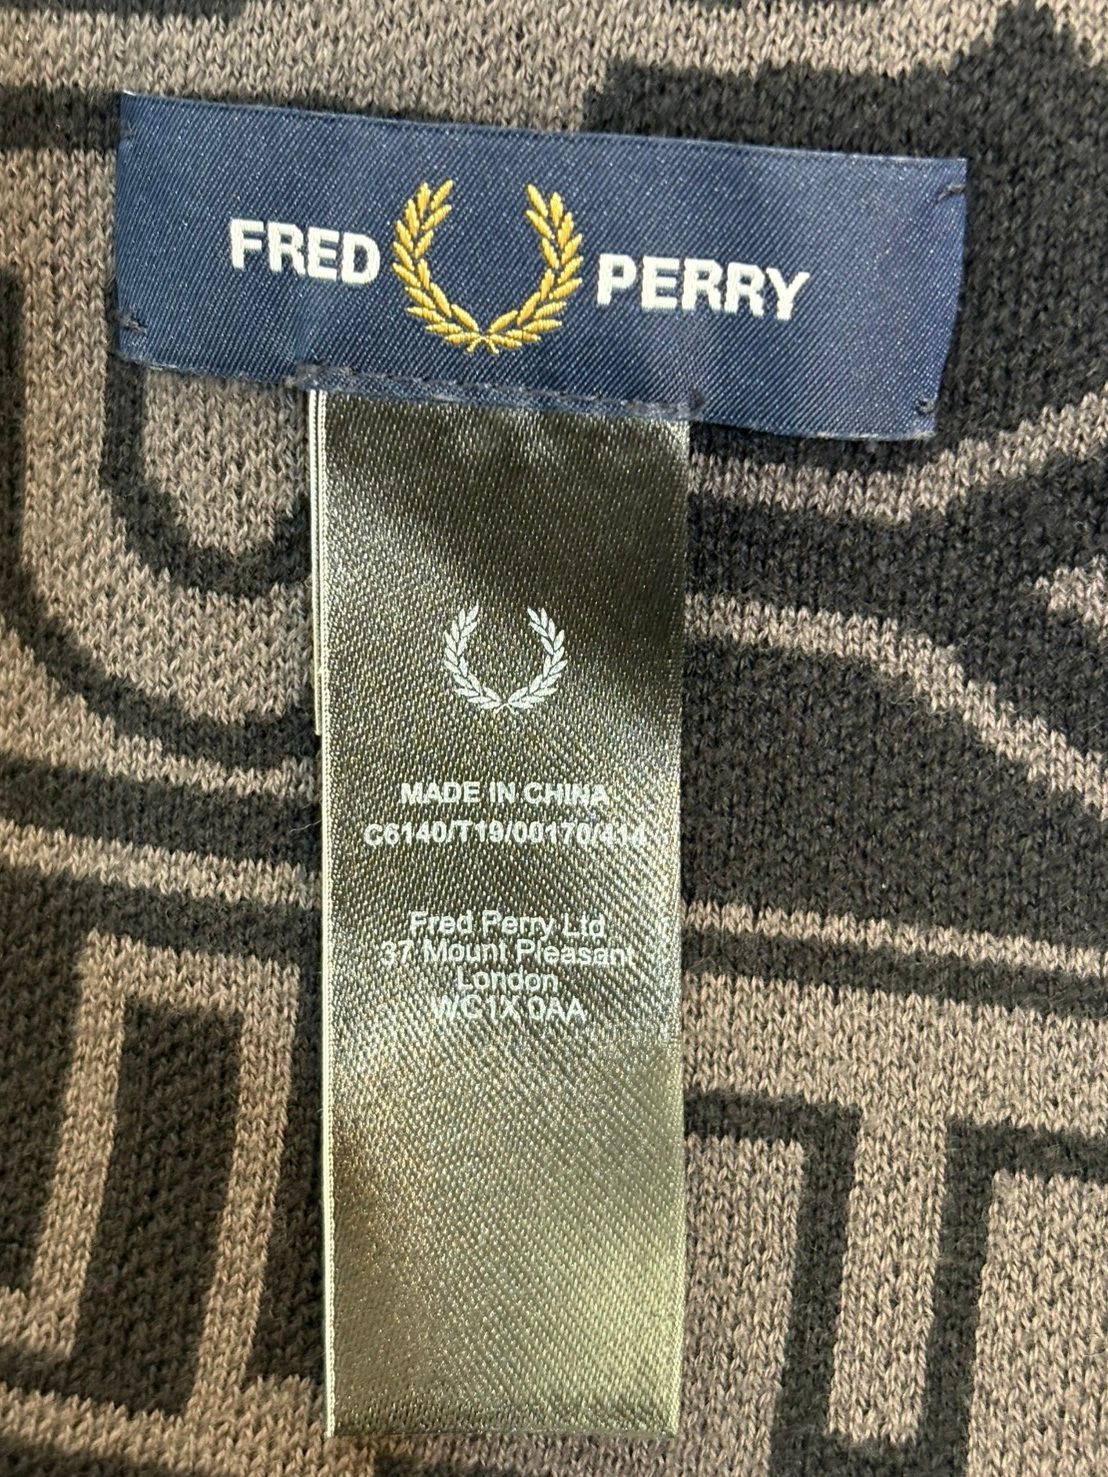 FRED PERRY
MADE IN CHINA
C6140/T19/00170/414
Fred Perry Ltd
37 Mount Pleasant
London
WC1X 0AA